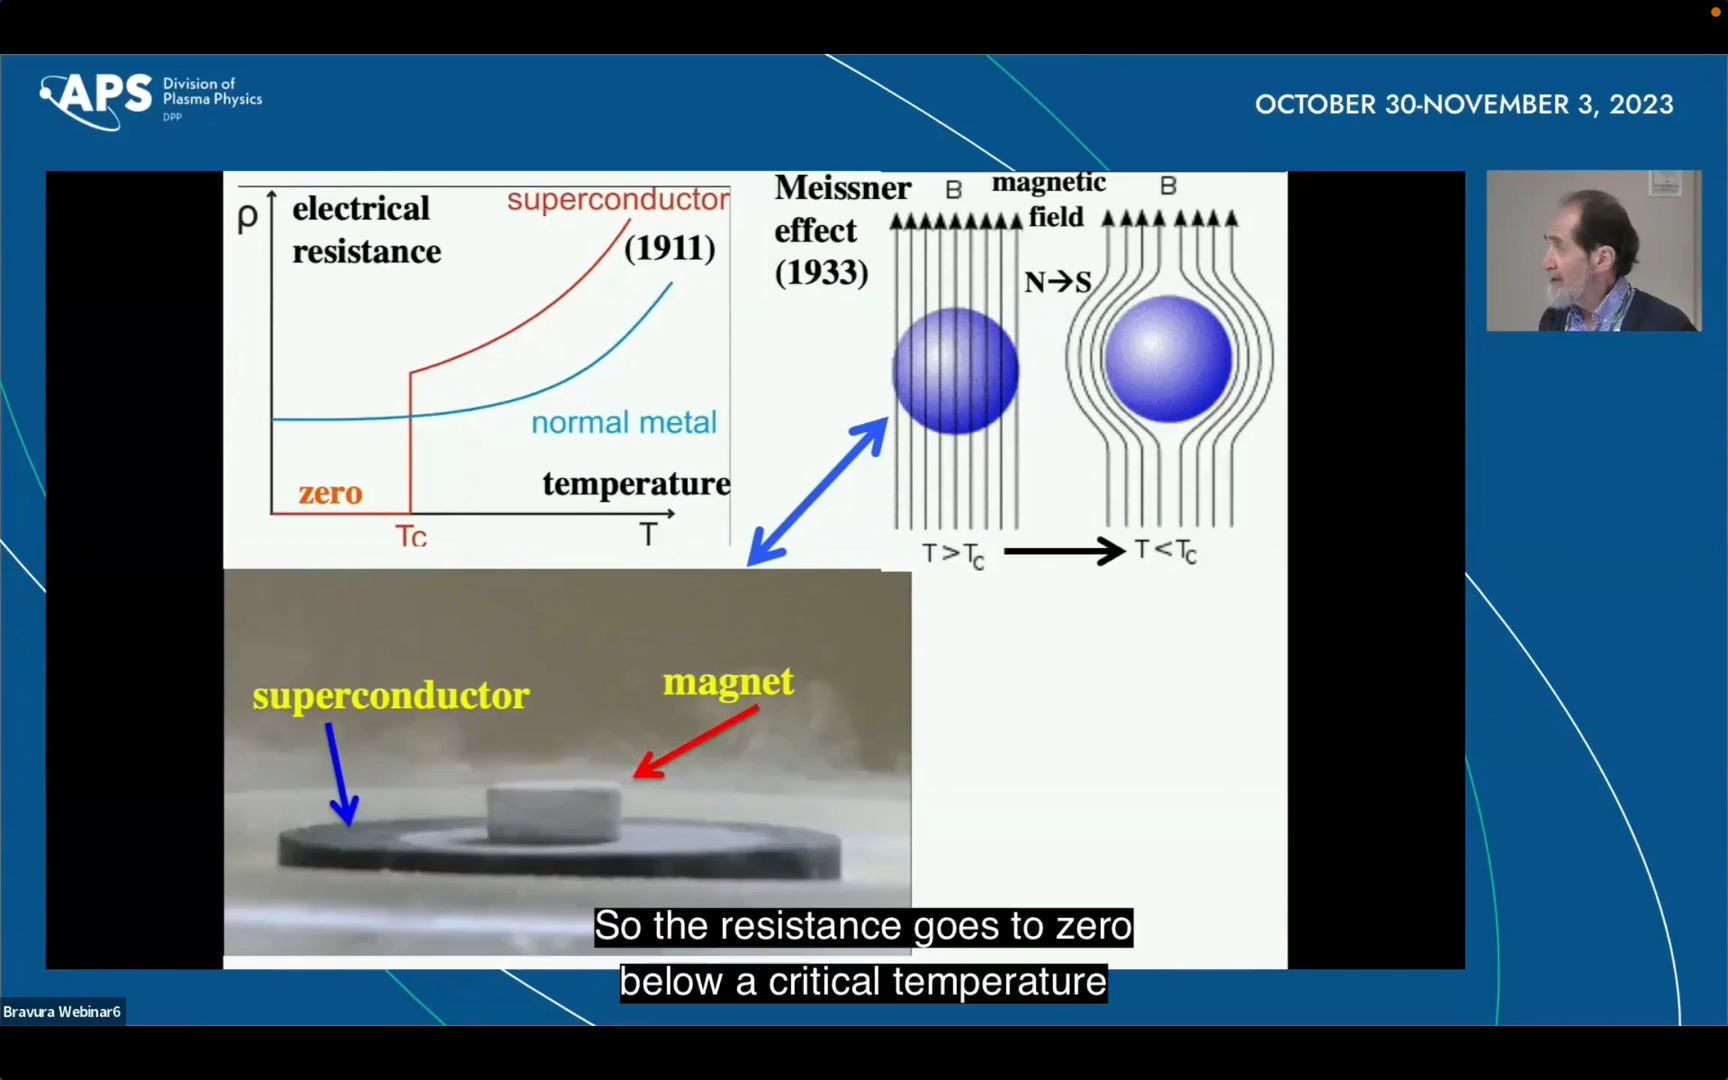 APS
Division of
Plasma Physics
DPP
OCTOBER 30-NOVEMBER 3, 2023
ρ
electrical
resistance
superconductor
(1911)
normal metal
zero
temperature
Tc
T
Meissner
effect
(1933)
B
magnetic
field
B
N→S
T>Tc
T<Tc
superconductor
magnet
So the resistance goes to zero
below a critical temperature
Bravura Webinar6